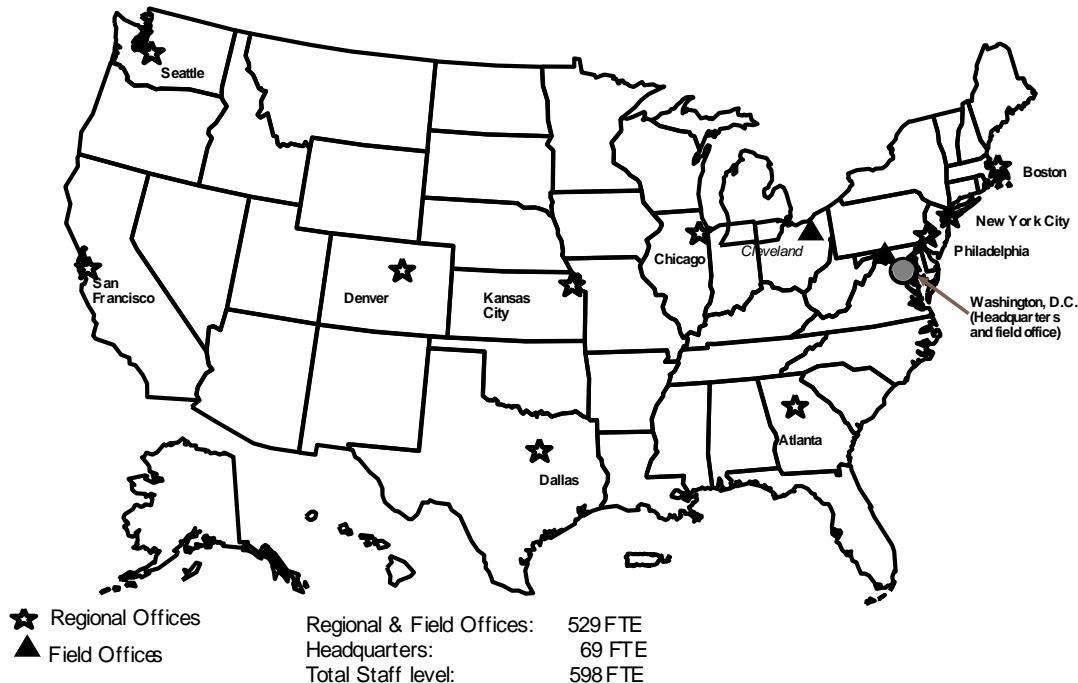 Seattle
Boston
New York City
Philadelphia
Cleveland
Chicago
San
Francisco
Denver
Kansas
City
Washington, D.C.
(Headquarters
and field office)
Atlanta
Dallas
Regional Offices
Field Offices
Regional & Field Offices: 529 FTE
Headquarters: 69 FTE
Total Staff level: 598 FTE